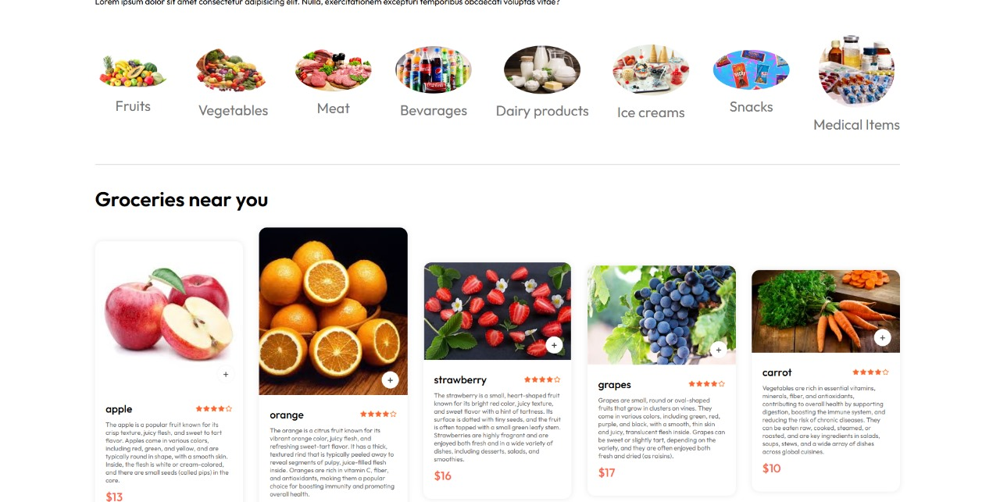 Lorem ipsum dolor sit amet consectetur adipisicing elit. Nulla, exercitationem excepturi temporibus obcaecati voluptas vitae?
Fruits
Vegetables
Meat
Bevarages
Dairy products
Ice creams
Snacks
Medical Items
Groceries near you
apple
The apple is a popular fruit known for its
crisp texture, juicy flesh, and sweet to tart
flavor. Apples come in various colors,
including red, green, and yellow, and are
typically round in shape, with a smooth skin.
Inside, the flesh is white or cream-colored,
and there are small seeds (called pips) in the
core.
$13
orange
The orange is a citrus fruit known for its
vibrant orange color, juicy flesh, and
refreshing sweet-tart flavor. It has a thick,
textured rind that is typically peeled away to
reveal segments of pulpy, juice-filled flesh
inside. Oranges are rich in vitamin C, fiber,
and antioxidants, making them a popular
choice for boosting immunity and promoting
overall health.
strawberry
The strawberry is a small, heart-shaped fruit
known for its bright red color, juicy texture,
and sweet flavor with a hint of tartness. Its
surface is dotted with tiny seeds, and the fruit
is often topped with a small green leafy stem.
Strawberries are highly fragrant and are
enjoyed both fresh and in a wide variety of
dishes, including desserts, salads, and
smoothies.
$16
grapes
Grapes are small, round or oval-shaped
fruits that grow in clusters on vines. They
come in various colors, including green, red,
purple, and black, with a smooth, thin skin
and juicy, translucent flesh inside. Grapes can
be sweet or slightly tart, depending on the
variety, and they are often enjoyed both
fresh and dried (as raisins).
$17
carrot
Vegetables are rich in essential vitamins,
minerals, fiber, and antioxidants,
contributing to overall health by supporting
digestion, boosting the immune system, and
reducing the risk of chronic diseases. They
can be eaten raw, cooked, steamed, or
roasted, and are key ingredients in salads,
soups, stews, and a wide array of dishes
across global cuisines.
$10